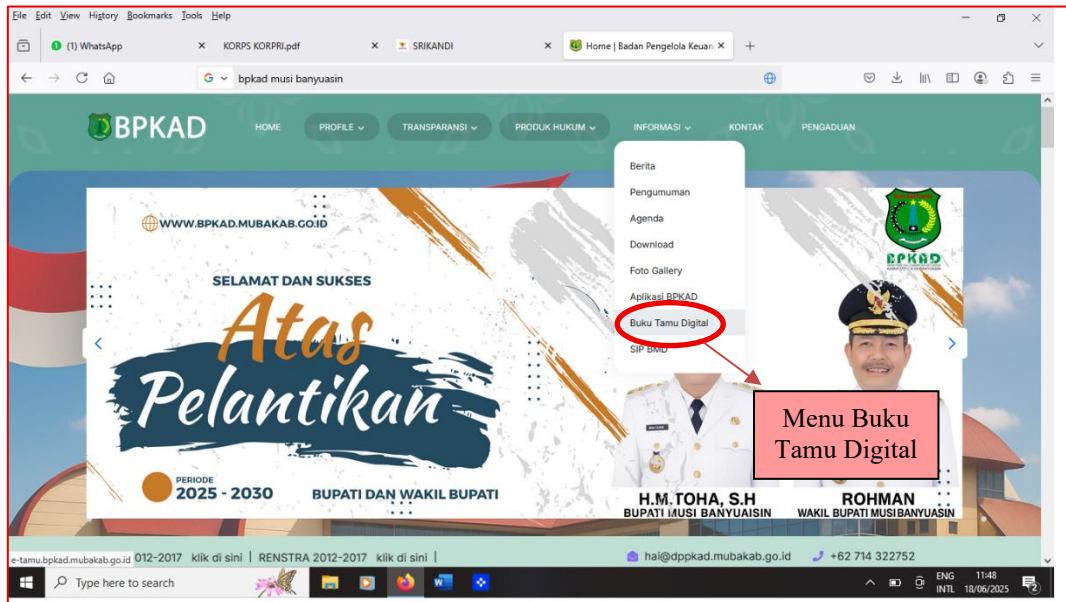 File Edit View History Bookmarks Tools Help
(1) WhatsApp
KORPS KORPRI.pdf
SRIKANDI
Home | Badan Pengelola Keuan
bpkad musi banyuasin
BPKAD
HOME PROFILE TRANSPARANSI PRODUK HUKUM INFORMASI KONTAK PENGADUAN
Berita
Pengumuman
Agenda
Download
Foto Gallery
Aplikasi BPKAD
Buku Tamu Digital
SIP BMD
WWW.BPKAD.MUBAKAB.GO.ID
SELAMAT DAN SUKSES
Atas
Pelantikan
PERIODE
2025 - 2030
BUPATI DAN WAKIL BUPATI
BPKAD
Menu Buku
Tamu Digital
H.M.TOHA, S.H
BUPATI MUSI BANYUAISIN
ROHMAN
WAKIL BUPATI MUSI BANYUASIN
e-tamu.bpkad.mubakab.go.id
012-2017 klik di sini | RENSTRA 2012-2017 klik di sini |
hai@dppkad.mubakab.go.id
+62 714 322752
Type here to search
ENG
INTL
11:48
18/06/2025
2